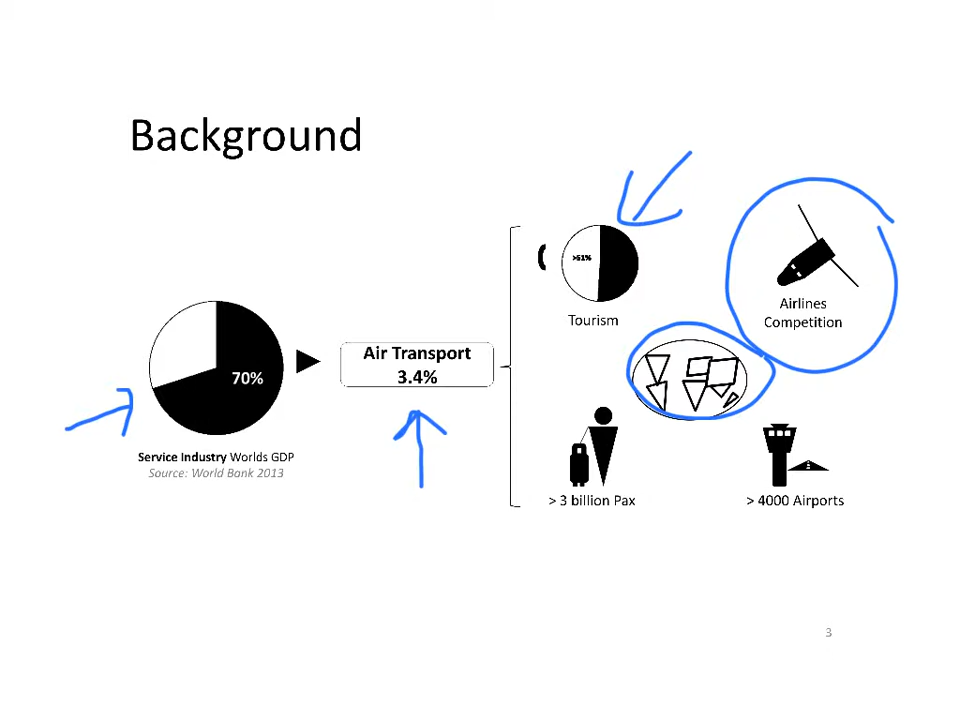 Background
>51%
Tourism
Airlines
Competition
70%
Air Transport
3.4%
Service Industry Worlds GDP
Source: World Bank 2013
> 3 billion Pax
> 4000 Airports
3